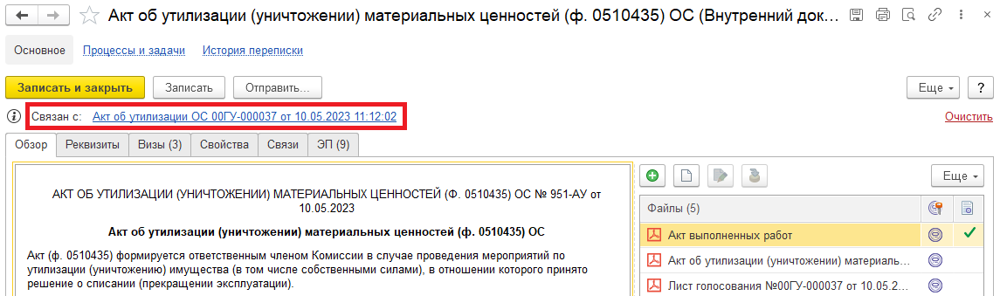 Акт об утилизации (уничтожении) материальных ценностей (ф. 0510435) ОС (Внутренний док...
Основное Процессы и задачи История переписки
Записать и закрыть Записать Отправить... Еще ?
Связан с: Акт об утилизации ОС 00ГУ-000037 от 10.05.2023 11:12:02 Очистить
Обзор Реквизиты Визы (3) Свойства Связи ЭП (9)
Еще
АКТ ОБ УТИЛИЗАЦИИ (УНИЧТОЖЕНИИ) МАТЕРИАЛЬНЫХ ЦЕННОСТЕЙ (Ф. 0510435) ОС № 951-АУ от
10.05.2023
Акт об утилизации (уничтожении) материальных ценностей (ф. 0510435) ОС
Акт (ф. 0510435) формируется ответственным членом Комиссии в случае проведения мероприятий по
утилизации (уничтожению) имущества (в том числе собственными силами), в отношении которого принято
решение о списании (прекращении эксплуатации).
Файлы (5)
Акт выполненных работ
Акт об утилизации (уничтожении) материаль...
Лист голосования №00ГУ-000037 от 10.05.2...